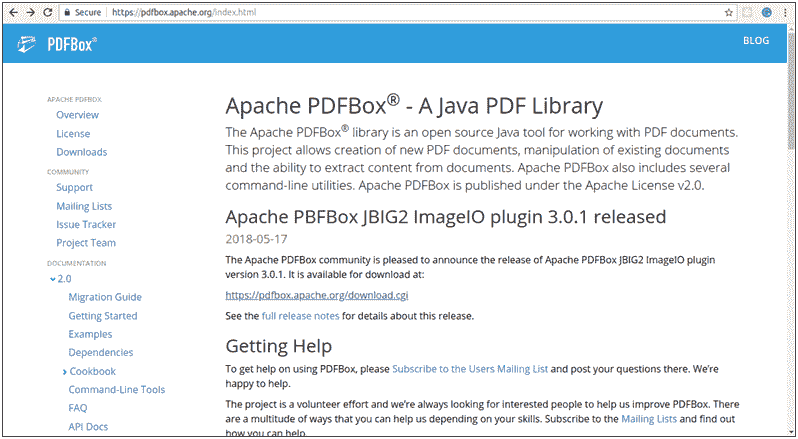 Secure https://pdfbox.apache.org/index.html
PDFBox®
BLOG
APACHE PDFBOX
Overview
License
Downloads
COMMUNITY
Support
Mailing Lists
Issue Tracker
Project Team
DOCUMENTATION
2.0
Migration Guide
Getting Started
Examples
Dependencies
Cookbook
Command-Line Tools
FAQ
API Docs
Apache PDFBox® - A Java PDF Library
The Apache PDFBox® library is an open source Java tool for working with PDF documents.
This project allows creation of new PDF documents, manipulation of existing documents
and the ability to extract content from documents. Apache PDFBox also includes several
command-line utilities. Apache PDFBox is published under the Apache License v2.0.
Apache PBFBox JBIG2 ImageIO plugin 3.0.1 released
2018-05-17
The Apache PDFBox community is pleased to announce the release of Apache PDFBox JBIG2 ImageIO plugin
version 3.0.1. It is available for download at:
https://pdfbox.apache.org/download.cgi
See the full release notes for details about this release.
Getting Help
To get help on using PDFBox, please Subscribe to the Users Mailing List and post your questions there. We're
happy to help.
The project is a volunteer effort and we're always looking for interested people to help us improve PDFBox. There
are a multitude of ways that you can help us depending on your skills. Subscribe to the Mailing Lists and find out
how you can help